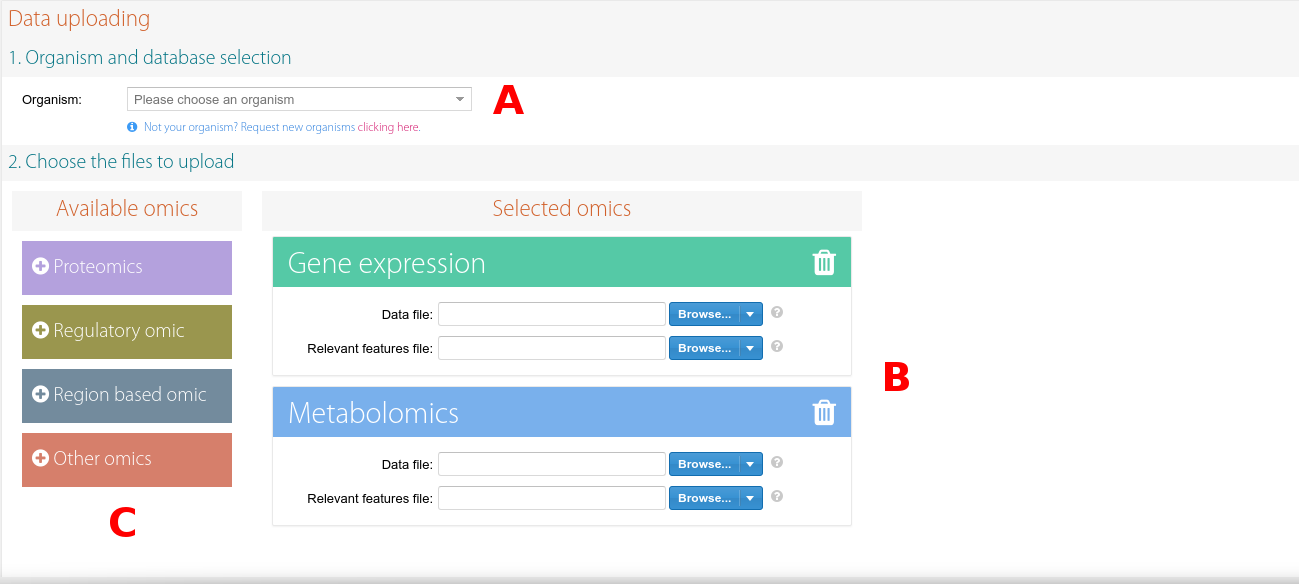 Data uploading
1. Organism and database selection
Organism:
Please choose an organism
A
Not your organism? Request new organisms clicking here.
2. Choose the files to upload
Available omics
Selected omics
Proteomics
Regulatory omic
Region based omic
Other omics
C
Gene expression
Data file:
Browse...
?
Relevant features file:
Browse...
?
Metabolomics
Data file:
Browse...
?
Relevant features file:
Browse...
?
B